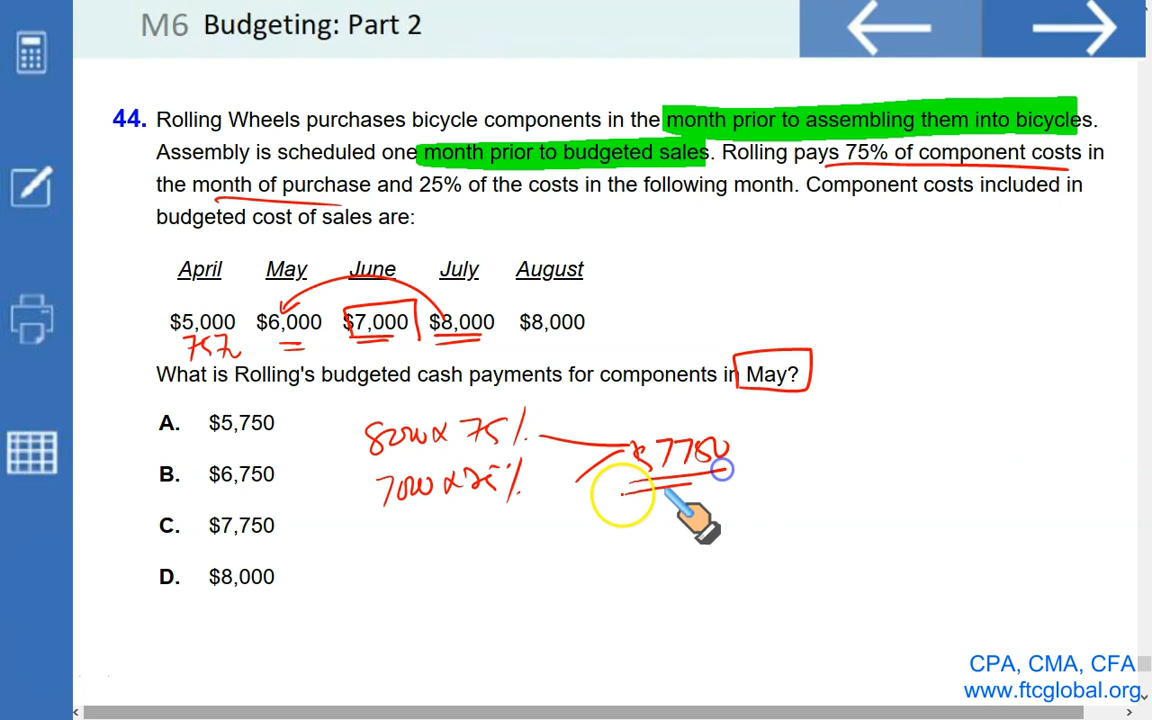 M6 Budgeting: Part 2
44. Rolling Wheels purchases bicycle components in the month prior to assembling them into bicycles.
Assembly is scheduled one month prior to budgeted sales. Rolling pays 75% of component costs in
the month of purchase and 25% of the costs in the following month. Component costs included in
budgeted cost of sales are:
April May June July August
$5,000 $6,000 $7,000 $8,000 $8,000
75%
What is Rolling's budgeted cash payments for components in May?
A. $5,750
8000 x 75%
$7750
B. $6,750
7000 x 25%
C. $7,750
D. $8,000
CPA, CMA, CFA
www.ftcglobal.org